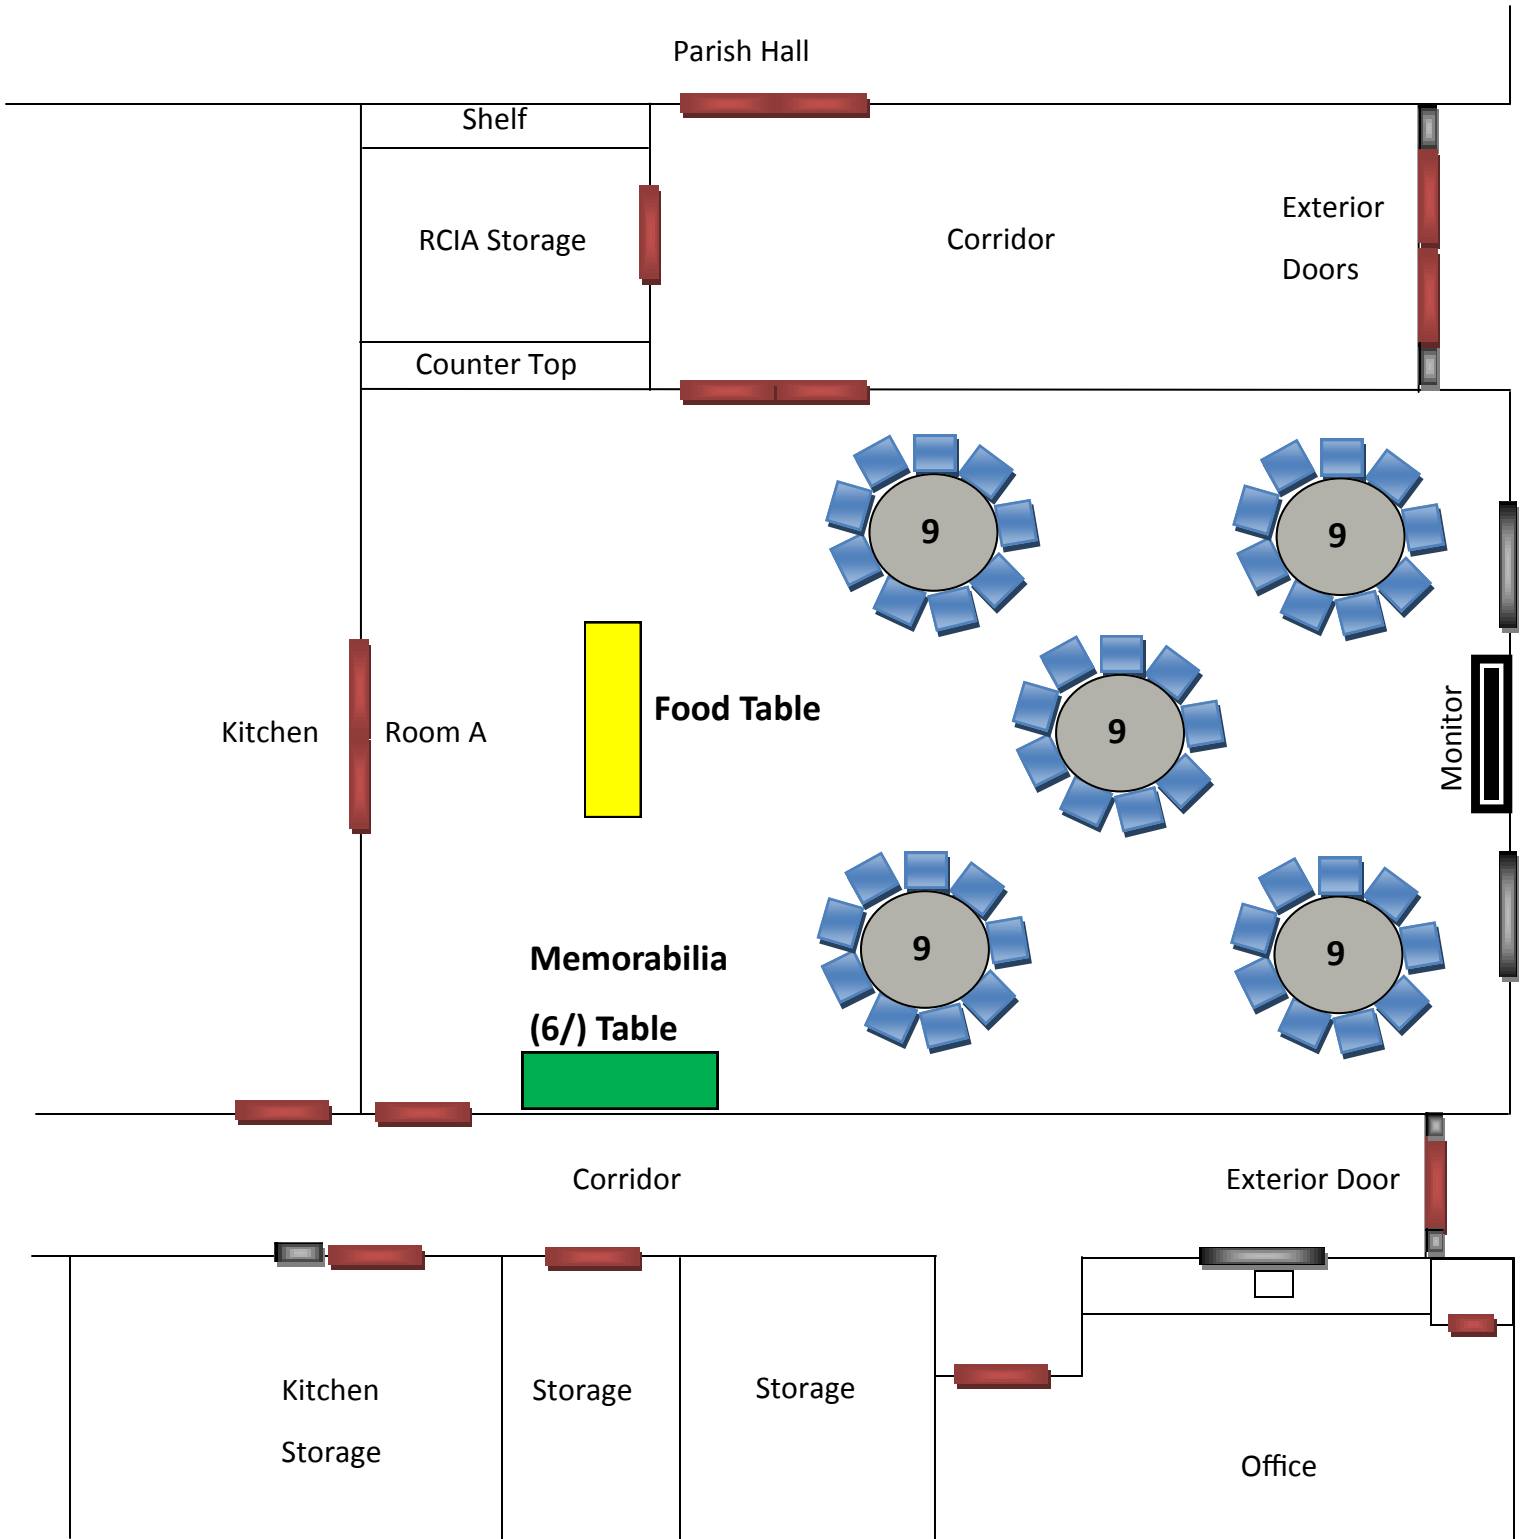 Parish Hall
Shelf
RCIA Storage
Corridor
Exterior
Doors
Counter Top
9
9
Food Table
Kitchen
Room A
9
Monitor
Memorabilia
(6/) Table
9
9
Corridor
Exterior Door
Kitchen
Storage
Storage
Storage
Office